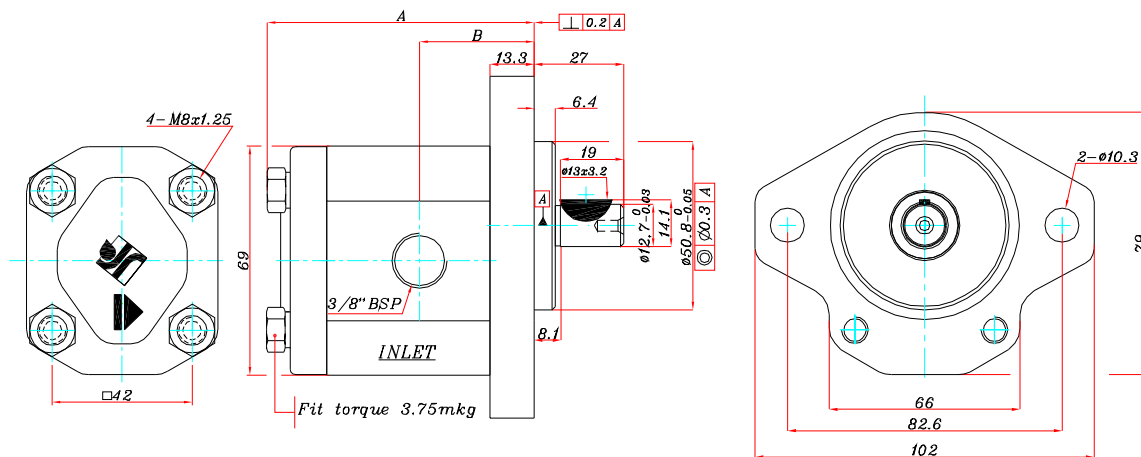 A
⊥ 0.2 A
B
13.3
27
6.4
4-M8x1.25
19
ø13x3.2
2-ø10.3
A
69
3/8" BSP
ø12.7 0 -0.03
14.1
ø50.8 0 -0.05
◎ Ø0.3 A
8.1
INLET
□42
Fit torque 3.75mkg
66
82.6
102